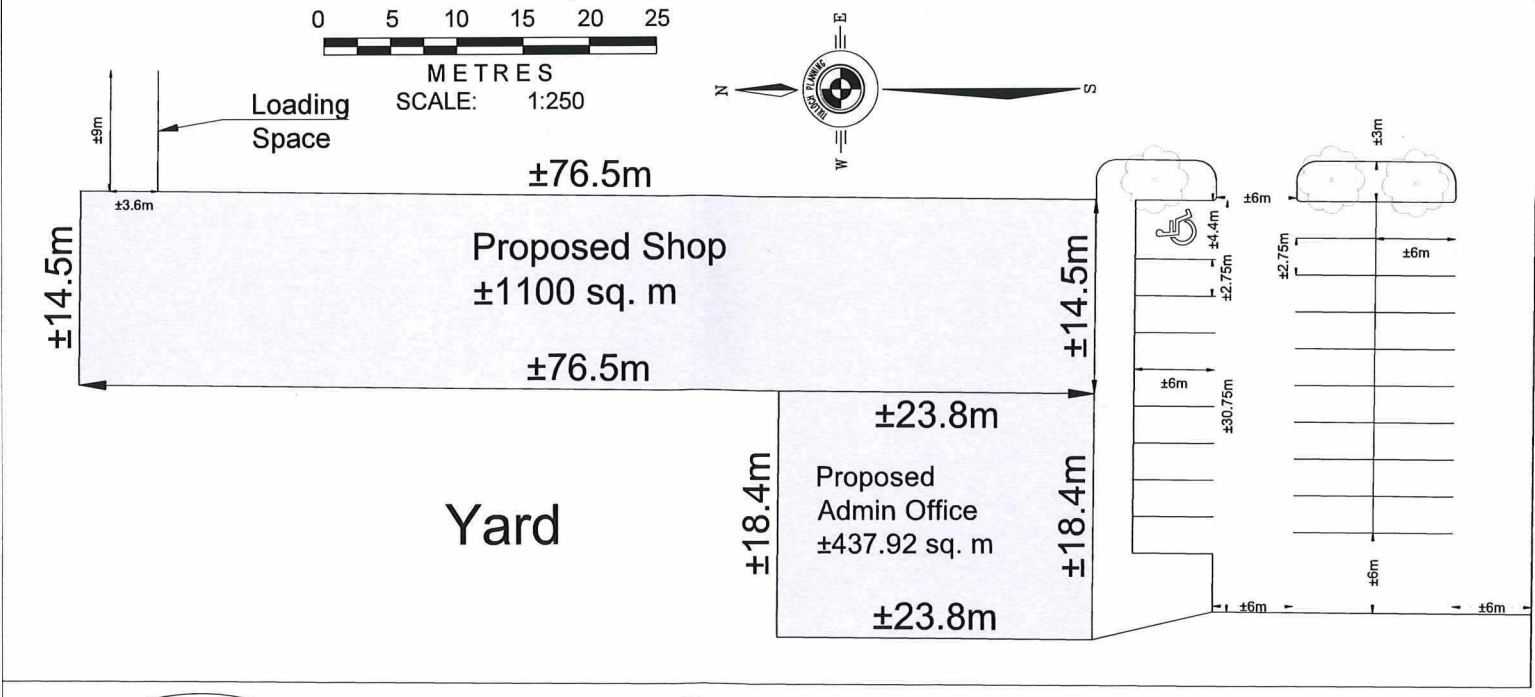 0 5 10 15 20 25
METRES
SCALE: 1:250
E
N
S
W
TULLOCH PLANNING
Loading
Space
±9m
±3.6m
±76.5m
±14.5m
Proposed Shop
±1100 sq. m
±14.5m
±76.5m
±23.8m
±18.4m
Proposed
Admin Office
±437.92 sq. m
±18.4m
±23.8m
Yard
±3m
±6m
±4.4m
±2.75m
±2.75m
±6m
±6m
±30.75m
±6m
±6m
±6m